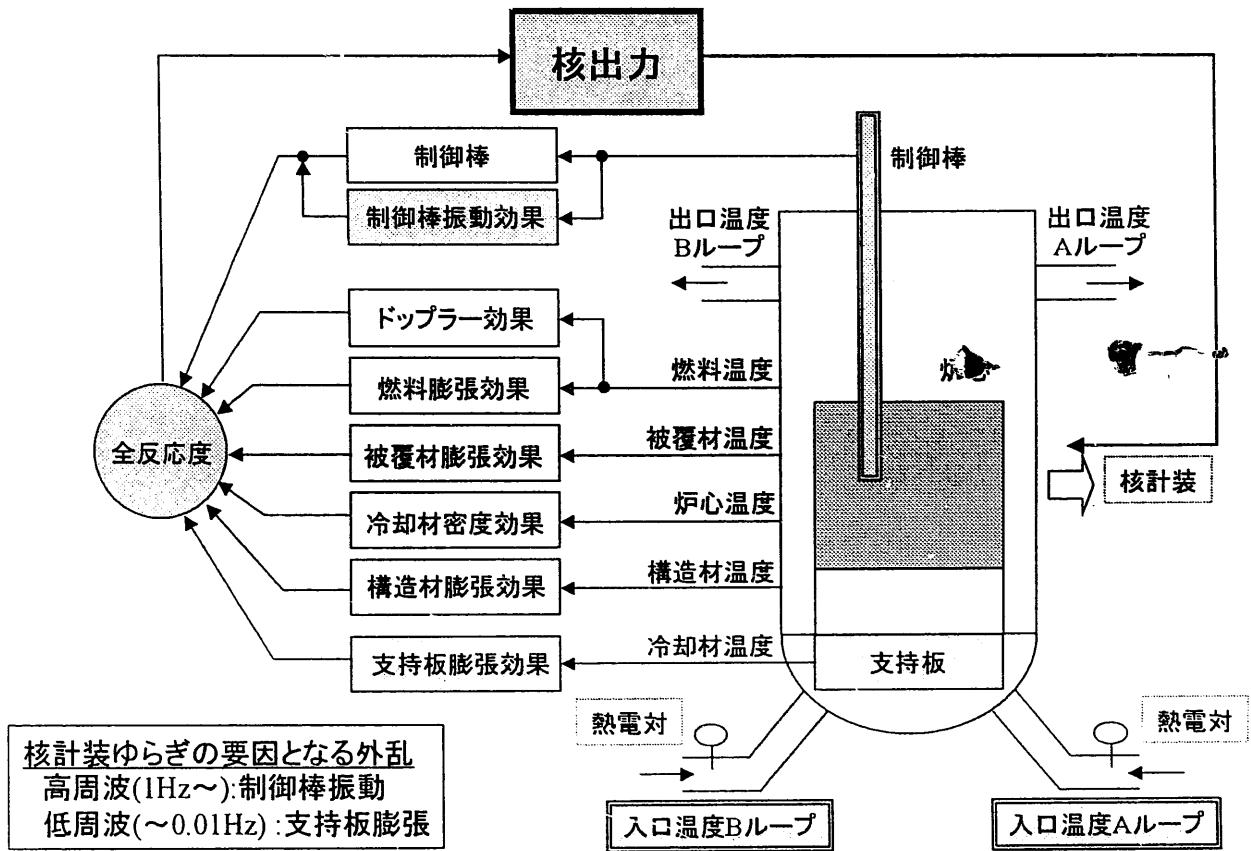 核出力
制御棒
制御棒振動効果
制御棒
出口温度
Bループ
出口温度
Aループ
ドップラー効果
燃料膨張効果
燃料温度
全反応度
被覆材膨張効果
被覆材温度
冷却材密度効果
炉心温度
核計装
構造材膨張効果
構造材温度
支持板膨張効果
冷却材温度
支持板
熱電対
熱電対
入口温度Bループ
入口温度Aループ
核計装ゆらぎの要因となる外乱
高周波(1Hz～):制御棒振動
低周波(～0.01Hz):支持板膨張